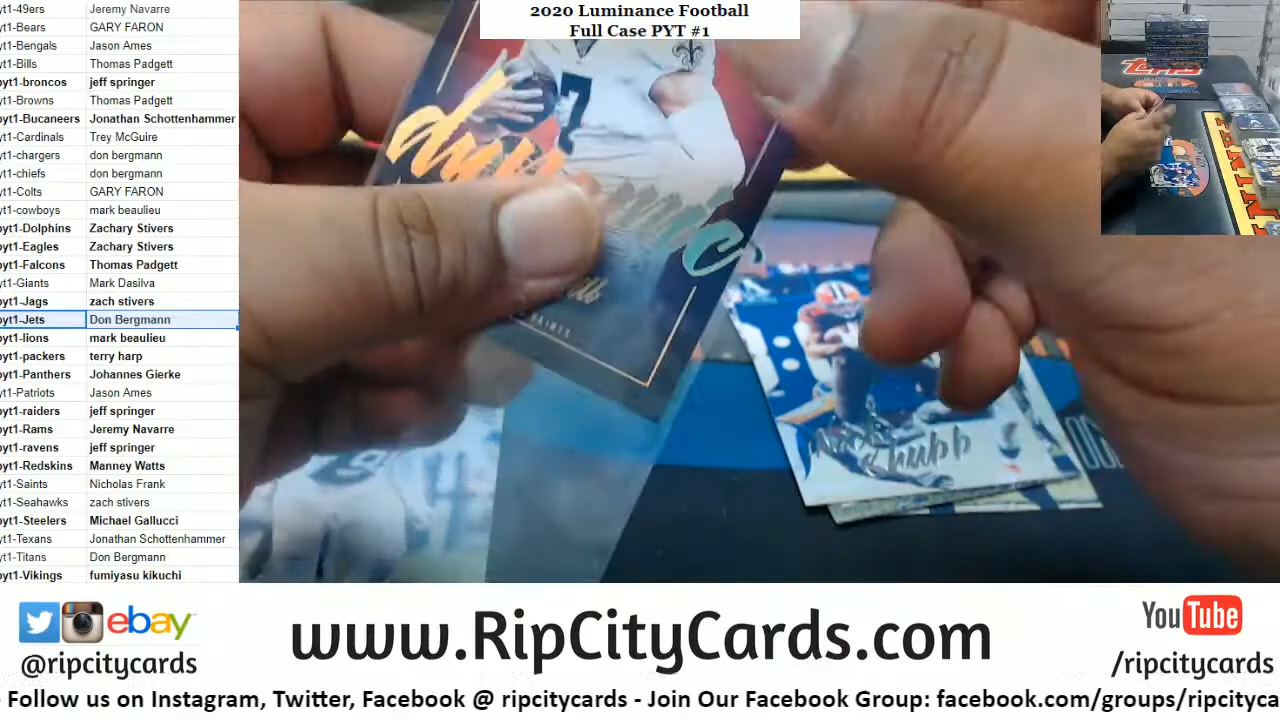 2020 Luminance Football
Full Case PYT #1
yt1-49ers Jeremy Navarre
yt1-Bears GARY FARON
yt1-Bengals Jason Ames
yt1-Bills Thomas Padgett
pyt1-broncos jeff springer
yt1-Browns Thomas Padgett
pyt1-Bucaneers Jonathan Schottenhammer
yt1-Cardinals Trey McGuire
yt1-chargers don bergmann
yt1-chiefs don bergmann
yt1-Colts GARY FARON
yt1-cowboys mark beaulieu
pyt1-Dolphins Zachary Stivers
pyt1-Eagles Zachary Stivers
pyt1-Falcons Thomas Padgett
yt1-Giants Mark Dasilva
pyt1-Jags zach stivers
pyt1-Jets Don Bergmann
pyt1-lions mark beaulieu
pyt1-packers terry harp
pyt1-Panthers Johannes Gierke
yt1-Patriots Jason Ames
pyt1-raiders jeff springer
pyt1-Rams Jeremy Navarre
pyt1-ravens jeff springer
pyt1-Redskins Manney Watts
yt1-Saints Nicholas Frank
yt1-Seahawks zach stivers
pyt1-Steelers Michael Gallucci
yt1-Texans Jonathan Schottenhammer
yt1-Titans Don Bergmann
pyt1-Vikings fumiyasu kikuchi
7
Nick
Chubb
Topps
ebay
@ripcitycards
www.RipCityCards.com
YouTube
/ripcitycards
- Follow us on Instagram, Twitter, Facebook @ ripcitycards - Join Our Facebook Group: facebook.com/groups/ripcityca